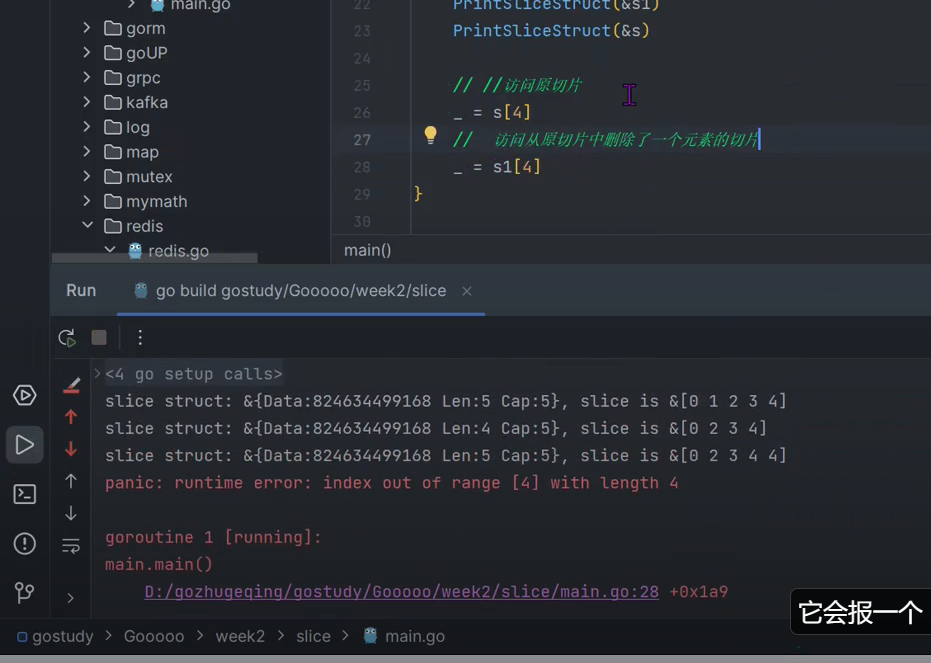 main.go
gorm
goUP
grpc
kafka
log
map
mutex
mymath
redis
redis.go
22 PrintSliceStruct(&s1)
23 PrintSliceStruct(&s)
24
25 // //访问原切片
26 _ = s[4]
27 // 访问从原切片中删除了一个元素的切片
28 _ = s1[4]
29 }
30
main()
Run go build gostudy/Gooooo/week2/slice
<4 go setup calls>
slice struct: &{Data:824634499168 Len:5 Cap:5}, slice is &[0 1 2 3 4]
slice struct: &{Data:824634499168 Len:4 Cap:5}, slice is &[0 2 3 4]
slice struct: &{Data:824634499168 Len:5 Cap:5}, slice is &[0 2 3 4 4]
panic: runtime error: index out of range [4] with length 4
goroutine 1 [running]:
main.main()
D:/gozhugeqing/gostudy/Gooooo/week2/slice/main.go:28 +0x1a9
它会报一个
gostudy > Gooooo > week2 > slice > main.go